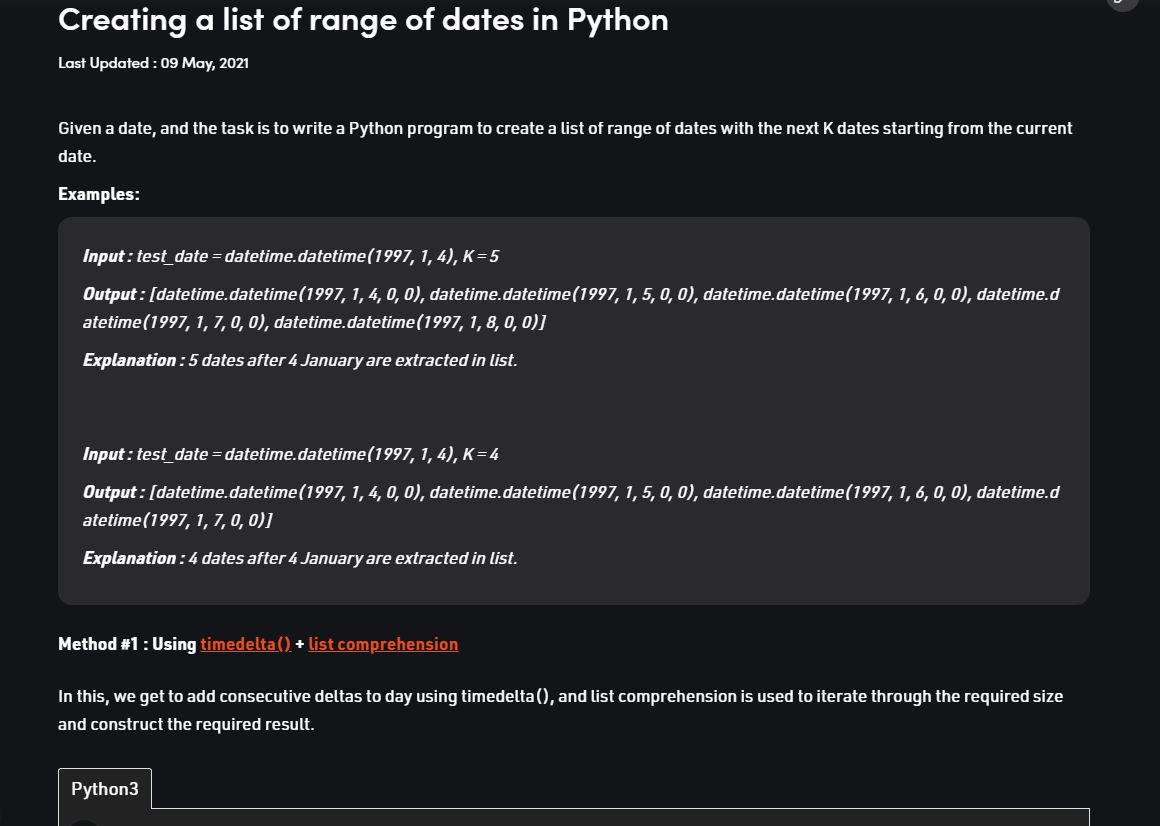 Creating a list of range of dates in Python
Last Updated : 09 May, 2021
Given a date, and the task is to write a Python program to create a list of range of dates with the next K dates starting from the current
date.
Examples:
Input : test_date = datetime.datetime(1997, 1, 4), K = 5
Output : [datetime.datetime(1997, 1, 4, 0, 0), datetime.datetime(1997, 1, 5, 0, 0), datetime.datetime(1997, 1, 6, 0, 0), datetime.d
atetime(1997, 1, 7, 0, 0), datetime.datetime(1997, 1, 8, 0, 0)]
Explanation : 5 dates after 4 January are extracted in list.
Input : test_date = datetime.datetime(1997, 1, 4), K = 4
Output : [datetime.datetime(1997, 1, 4, 0, 0), datetime.datetime(1997, 1, 5, 0, 0), datetime.datetime(1997, 1, 6, 0, 0), datetime.d
atetime(1997, 1, 7, 0, 0)]
Explanation : 4 dates after 4 January are extracted in list.
Method #1 : Using timedelta() + list comprehension
In this, we get to add consecutive deltas to day using timedelta(), and list comprehension is used to iterate through the required size
and construct the required result.
Python3